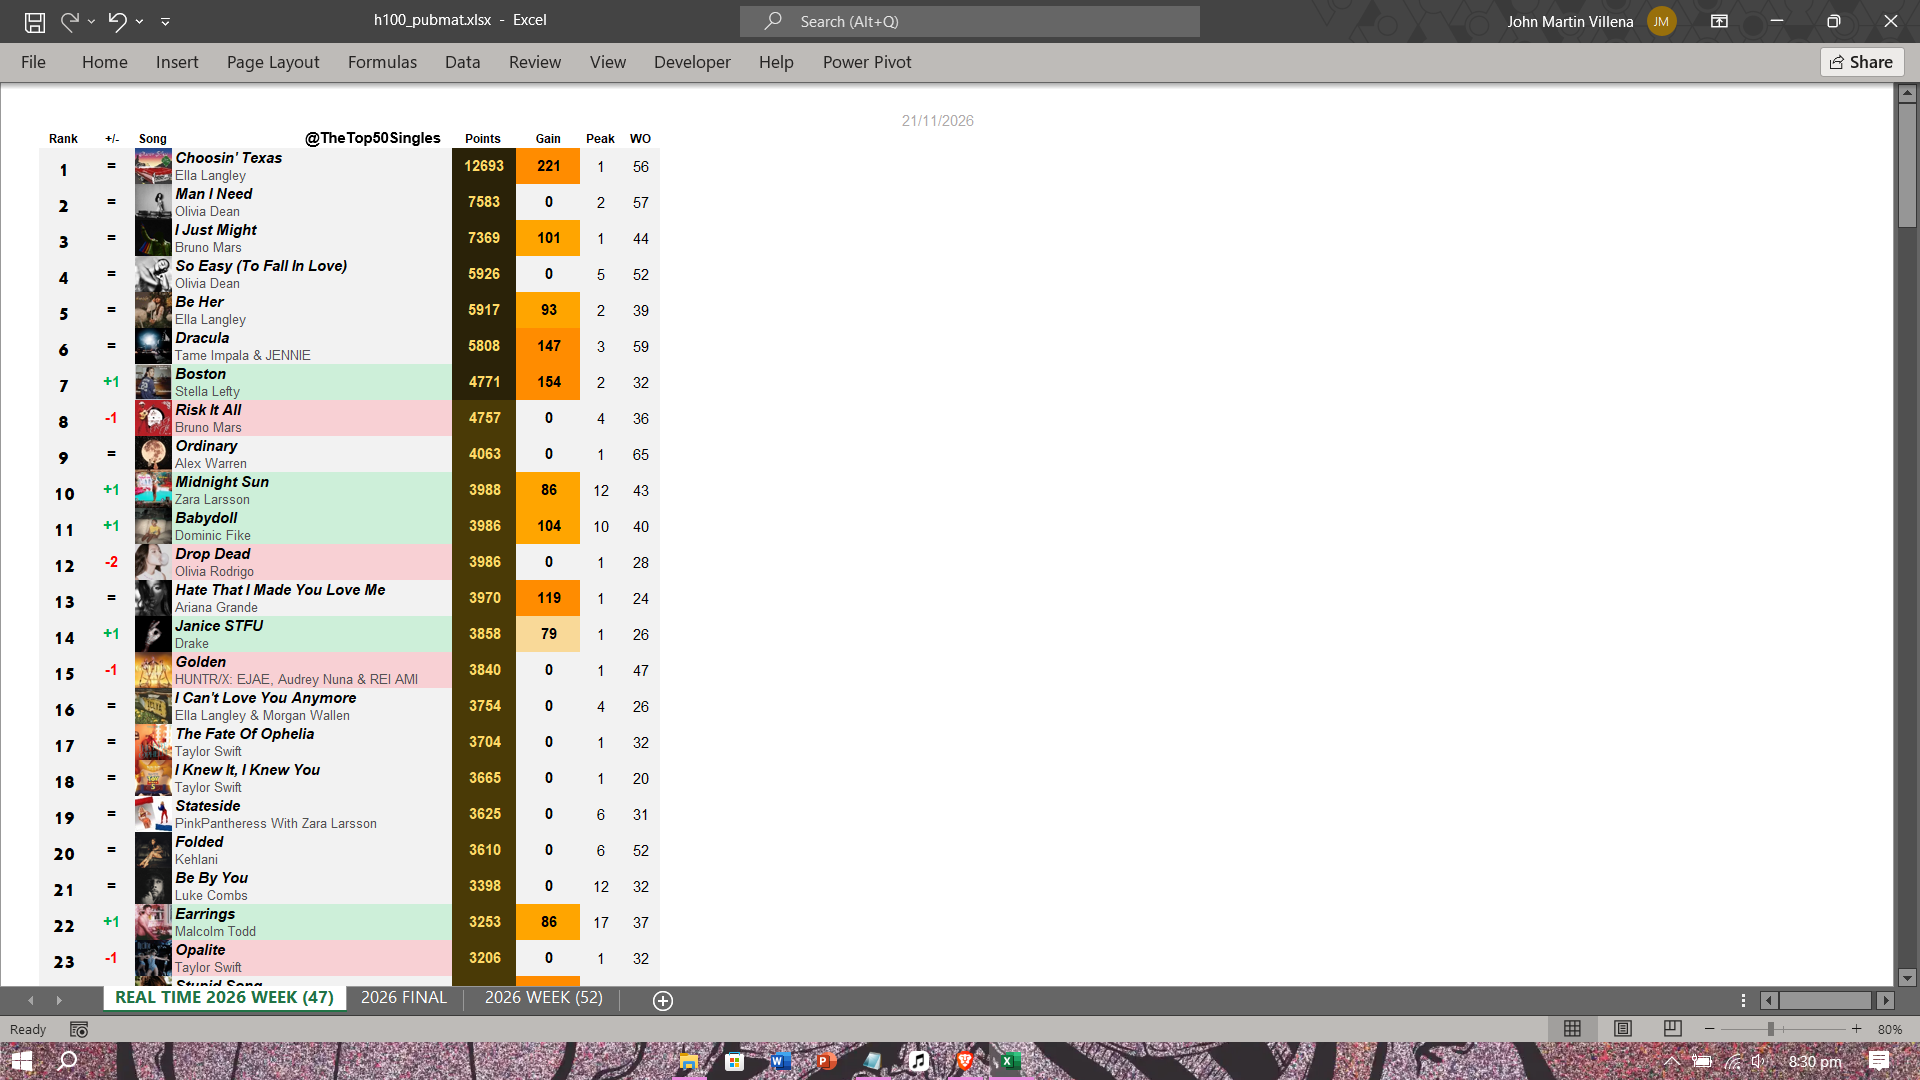 h100_pubmat.xlsx - Excel
Search (Alt+Q)
John Martin Villena
JM
File Home Insert Page Layout Formulas Data Review View Developer Help Power Pivot
Share
21/11/2026
Rank +/- Song @TheTop50Singles Points Gain Peak WO
1 = Choosin' Texas 12693 221 1 56
Ella Langley
2 = Man I Need 7583 0 2 57
Olivia Dean
3 = I Just Might 7369 101 1 44
Bruno Mars
4 = So Easy (To Fall In Love) 5926 0 5 52
Olivia Dean
5 = Be Her 5917 93 2 39
Ella Langley
6 = Dracula 5808 147 3 59
Tame Impala & JENNIE
7 +1 Boston 4771 154 2 32
Stella Lefty
8 -1 Risk It All 4757 0 4 36
Bruno Mars
9 = Ordinary 4063 0 1 65
Alex Warren
10 +1 Midnight Sun 3988 86 12 43
Zara Larsson
11 +1 Babydoll 3986 104 10 40
Dominic Fike
12 -2 Drop Dead 3986 0 1 28
Olivia Rodrigo
13 = Hate That I Made You Love Me 3970 119 1 24
Ariana Grande
14 +1 Janice STFU 3858 79 1 26
Drake
15 -1 Golden 3840 0 1 47
HUNTR/X: EJAE, Audrey Nuna & REI AMI
16 = I Can't Love You Anymore 3754 0 4 26
Ella Langley & Morgan Wallen
17 = The Fate Of Ophelia 3704 0 1 32
Taylor Swift
18 = I Knew It, I Knew You 3665 0 1 20
Taylor Swift
19 = Stateside 3625 0 6 31
PinkPantheress With Zara Larsson
20 = Folded 3610 0 6 52
Kehlani
21 = Be By You 3398 0 12 32
Luke Combs
22 +1 Earrings 3253 86 17 37
Malcolm Todd
23 -1 Opalite 3206 0 1 32
Taylor Swift
Stupid Song
REAL TIME 2026 WEEK (47) 2026 FINAL 2026 WEEK (52)
Ready
80%
8:30 pm